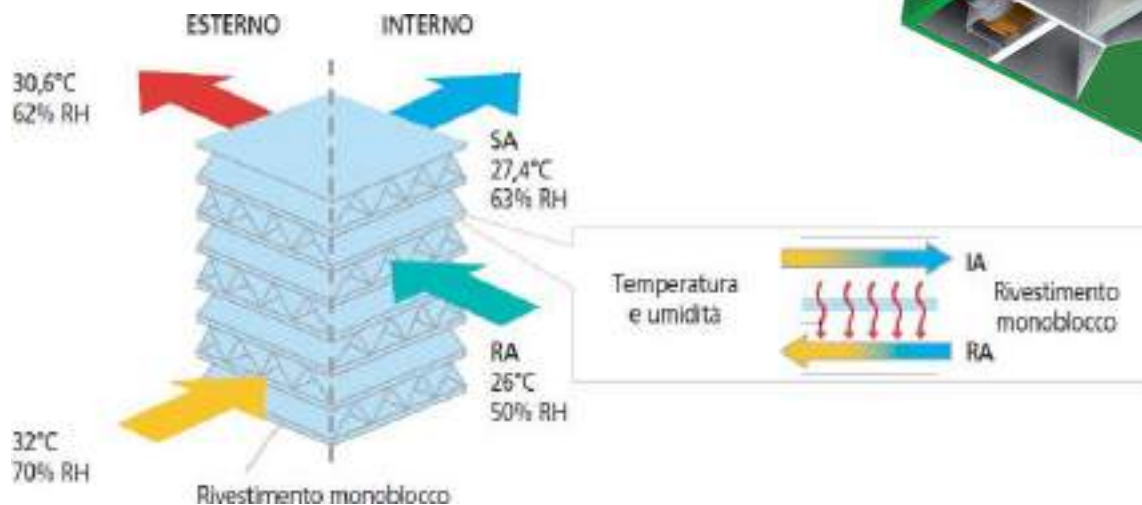 ESTERNO
INTERNO
30,6°C
62% RH
SA
27,4°C
63% RH
Temperatura
e umidità
IA
Rivestimento
monoblocco
RA
RA
26°C
50% RH
32°C
70% RH
Rivestimento monoblocco